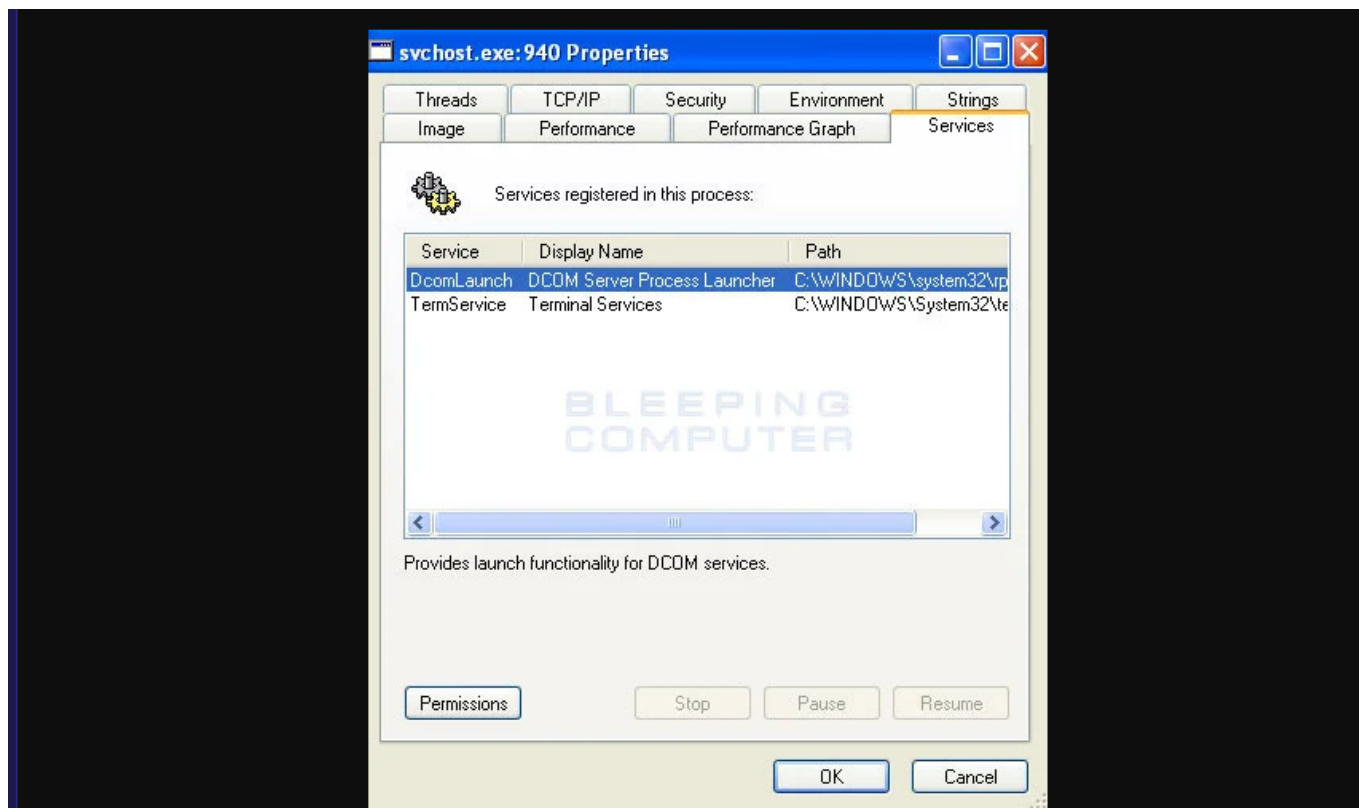 svchost.exe:940 Properties
Threads TCP/IP Security Environment Strings
Image Performance Performance Graph Services
Services registered in this process:
Service Display Name Path
DcomLaunch DCOM Server Process Launcher C:\WINDOWS\system32\rp
TermService Terminal Services C:\WINDOWS\System32\te
BLEEPING
COMPUTER
Provides launch functionality for DCOM services.
Permissions Stop Pause Resume
OK Cancel